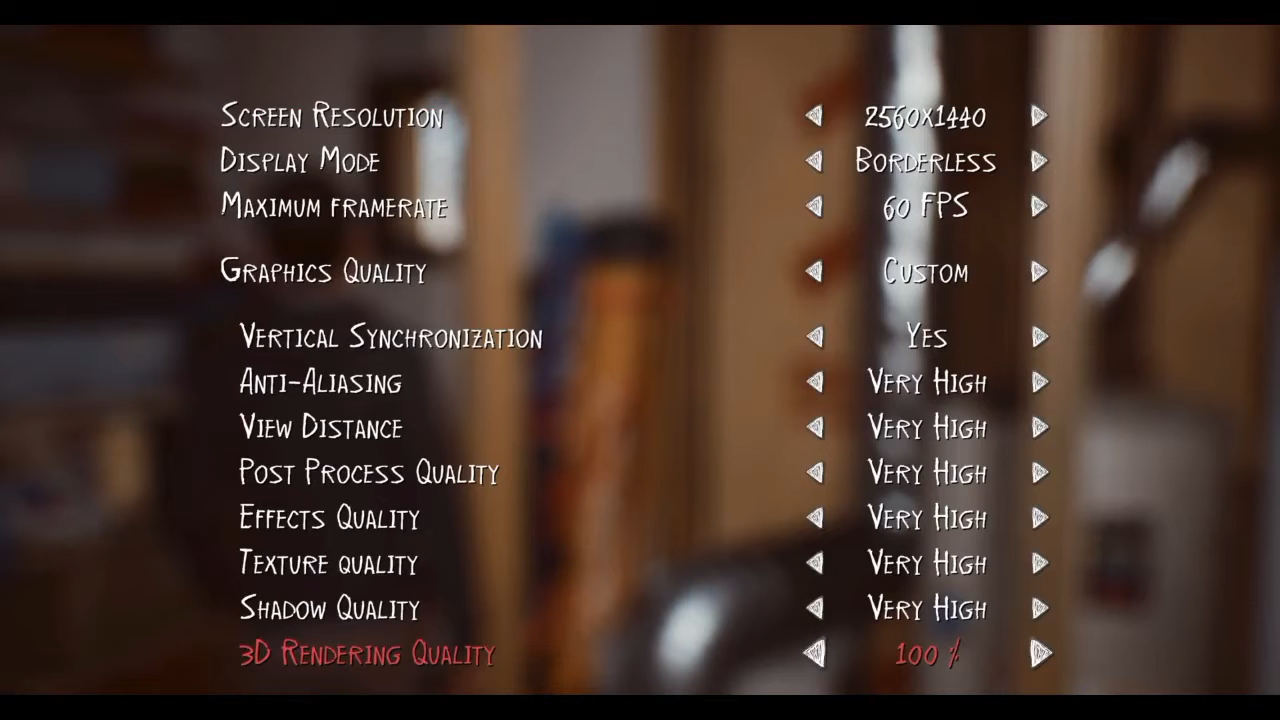 Screen Resolution 2560x1440
Display Mode Borderless
Maximum framerate 60 FPS
Graphics Quality Custom
Vertical Synchronization Yes
Anti-Aliasing Very High
View Distance Very High
Post Process Quality Very High
Effects Quality Very High
Texture quality Very High
Shadow Quality Very High
3D Rendering Quality 100 %